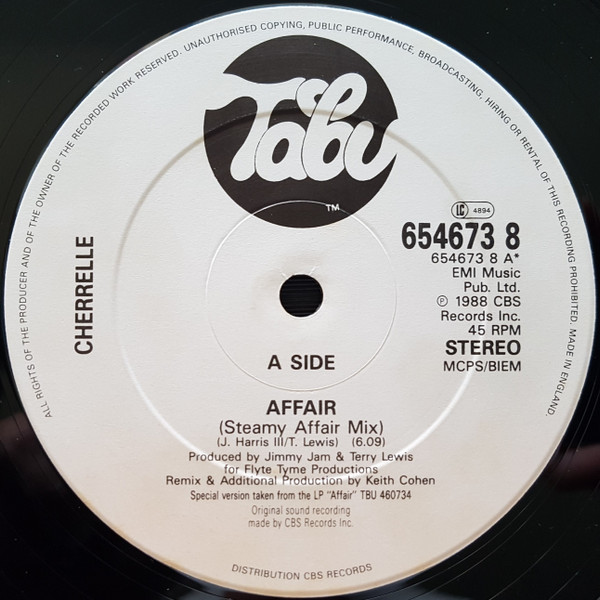 ALL RIGHTS OF THE PRODUCER AND OF THE OWNER OF THE RECORDED WORK RESERVED. UNAUTHORISED COPYING, PUBLIC PERFORMANCE, BROADCASTING, HIRING OR RENTAL OF THIS RECORDING PROHIBITED. MADE IN ENGLAND.
Tabu
TM
CHERRELLE
LC 4894
654673 8
654673 8 A*
EMI Music
Pub. Ltd.
℗ 1988 CBS
Records Inc.
45 RPM
STEREO
MCPS/BIEM
A SIDE
AFFAIR
(Steamy Affair Mix)
(J. Harris III/T. Lewis) (6.09)
Produced by Jimmy Jam & Terry Lewis
for Flyte Tyme Productions
Remix & Additional Production by Keith Cohen
Special version taken from the LP "Affair" TBU 460734
Original sound recording
made by CBS Records Inc.
DISTRIBUTION CBS RECORDS